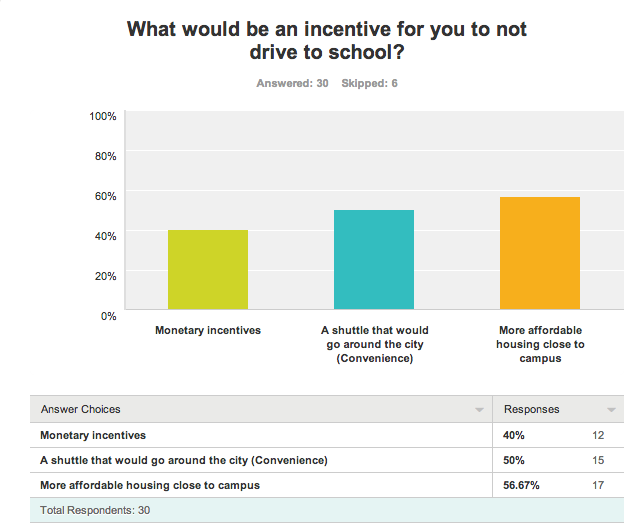 What would be an incentive for you to not
drive to school?
Answered: 30 Skipped: 6
100%
80%
60%
40%
20%
0%
Monetary incentives
A shuttle that would
go around the city
(Convenience)
More affordable
housing close to
campus
Answer Choices Responses
Monetary incentives 40% 12
A shuttle that would go around the city (Convenience) 50% 15
More affordable housing close to campus 56.67% 17
Total Respondents: 30